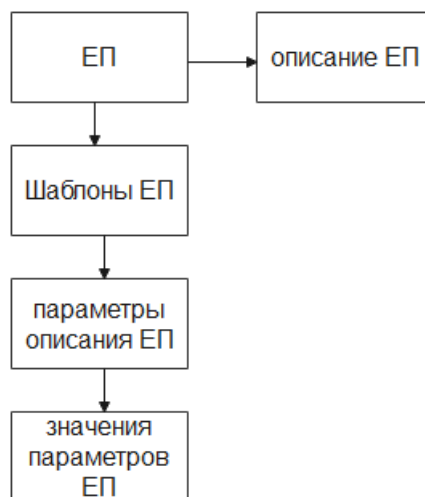 ЕП
описание ЕП
Шаблоны ЕП
параметры
описания ЕП
значения
параметров
ЕП